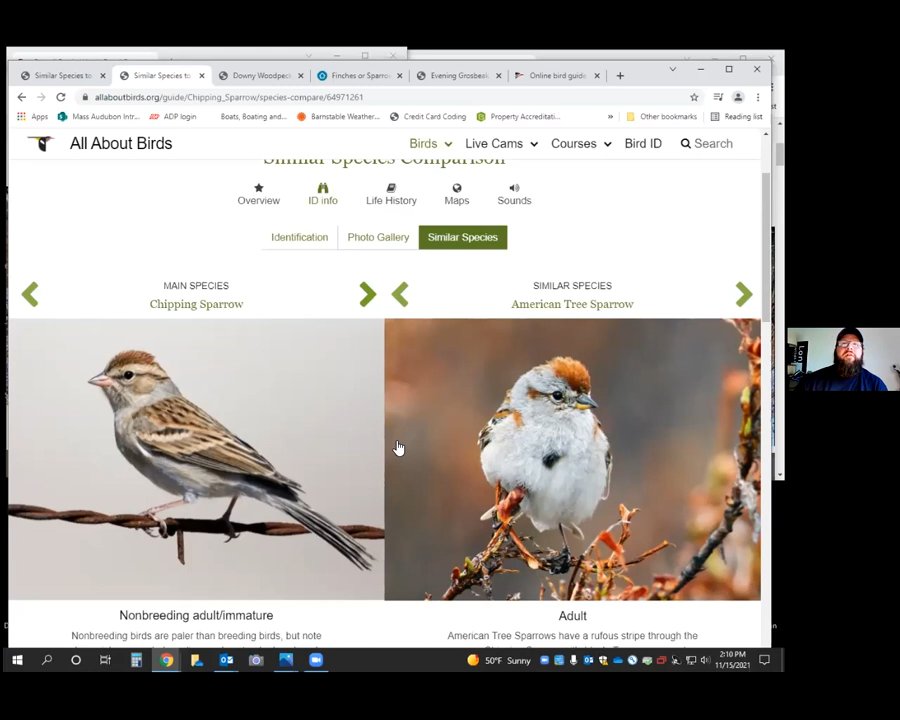 Similar Species to
Similar Species to
Downy Woodpeck
Finches or Sparrow
Evening Grosbeak
Online bird guide
allaboutbirds.org/guide/Chipping_Sparrow/species-compare/64971261
Apps
Mass Audubon Intr...
ADP login
Boats, Boating and...
Barnstable Weather...
Credit Card Coding
Property Accreditati...
»
Other bookmarks
Reading list
All About Birds
Birds
Live Cams
Courses
Bird ID
Search
Similar Species Comparison
Overview
ID info
Life History
Maps
Sounds
Identification
Photo Gallery
Similar Species
MAIN SPECIES
Chipping Sparrow
SIMILAR SPECIES
American Tree Sparrow
Nonbreeding adult/immature
Nonbreeding birds are paler than breeding birds, but note
Adult
American Tree Sparrows have a rufous stripe through the
50°F Sunny
2:10 PM
11/15/2021